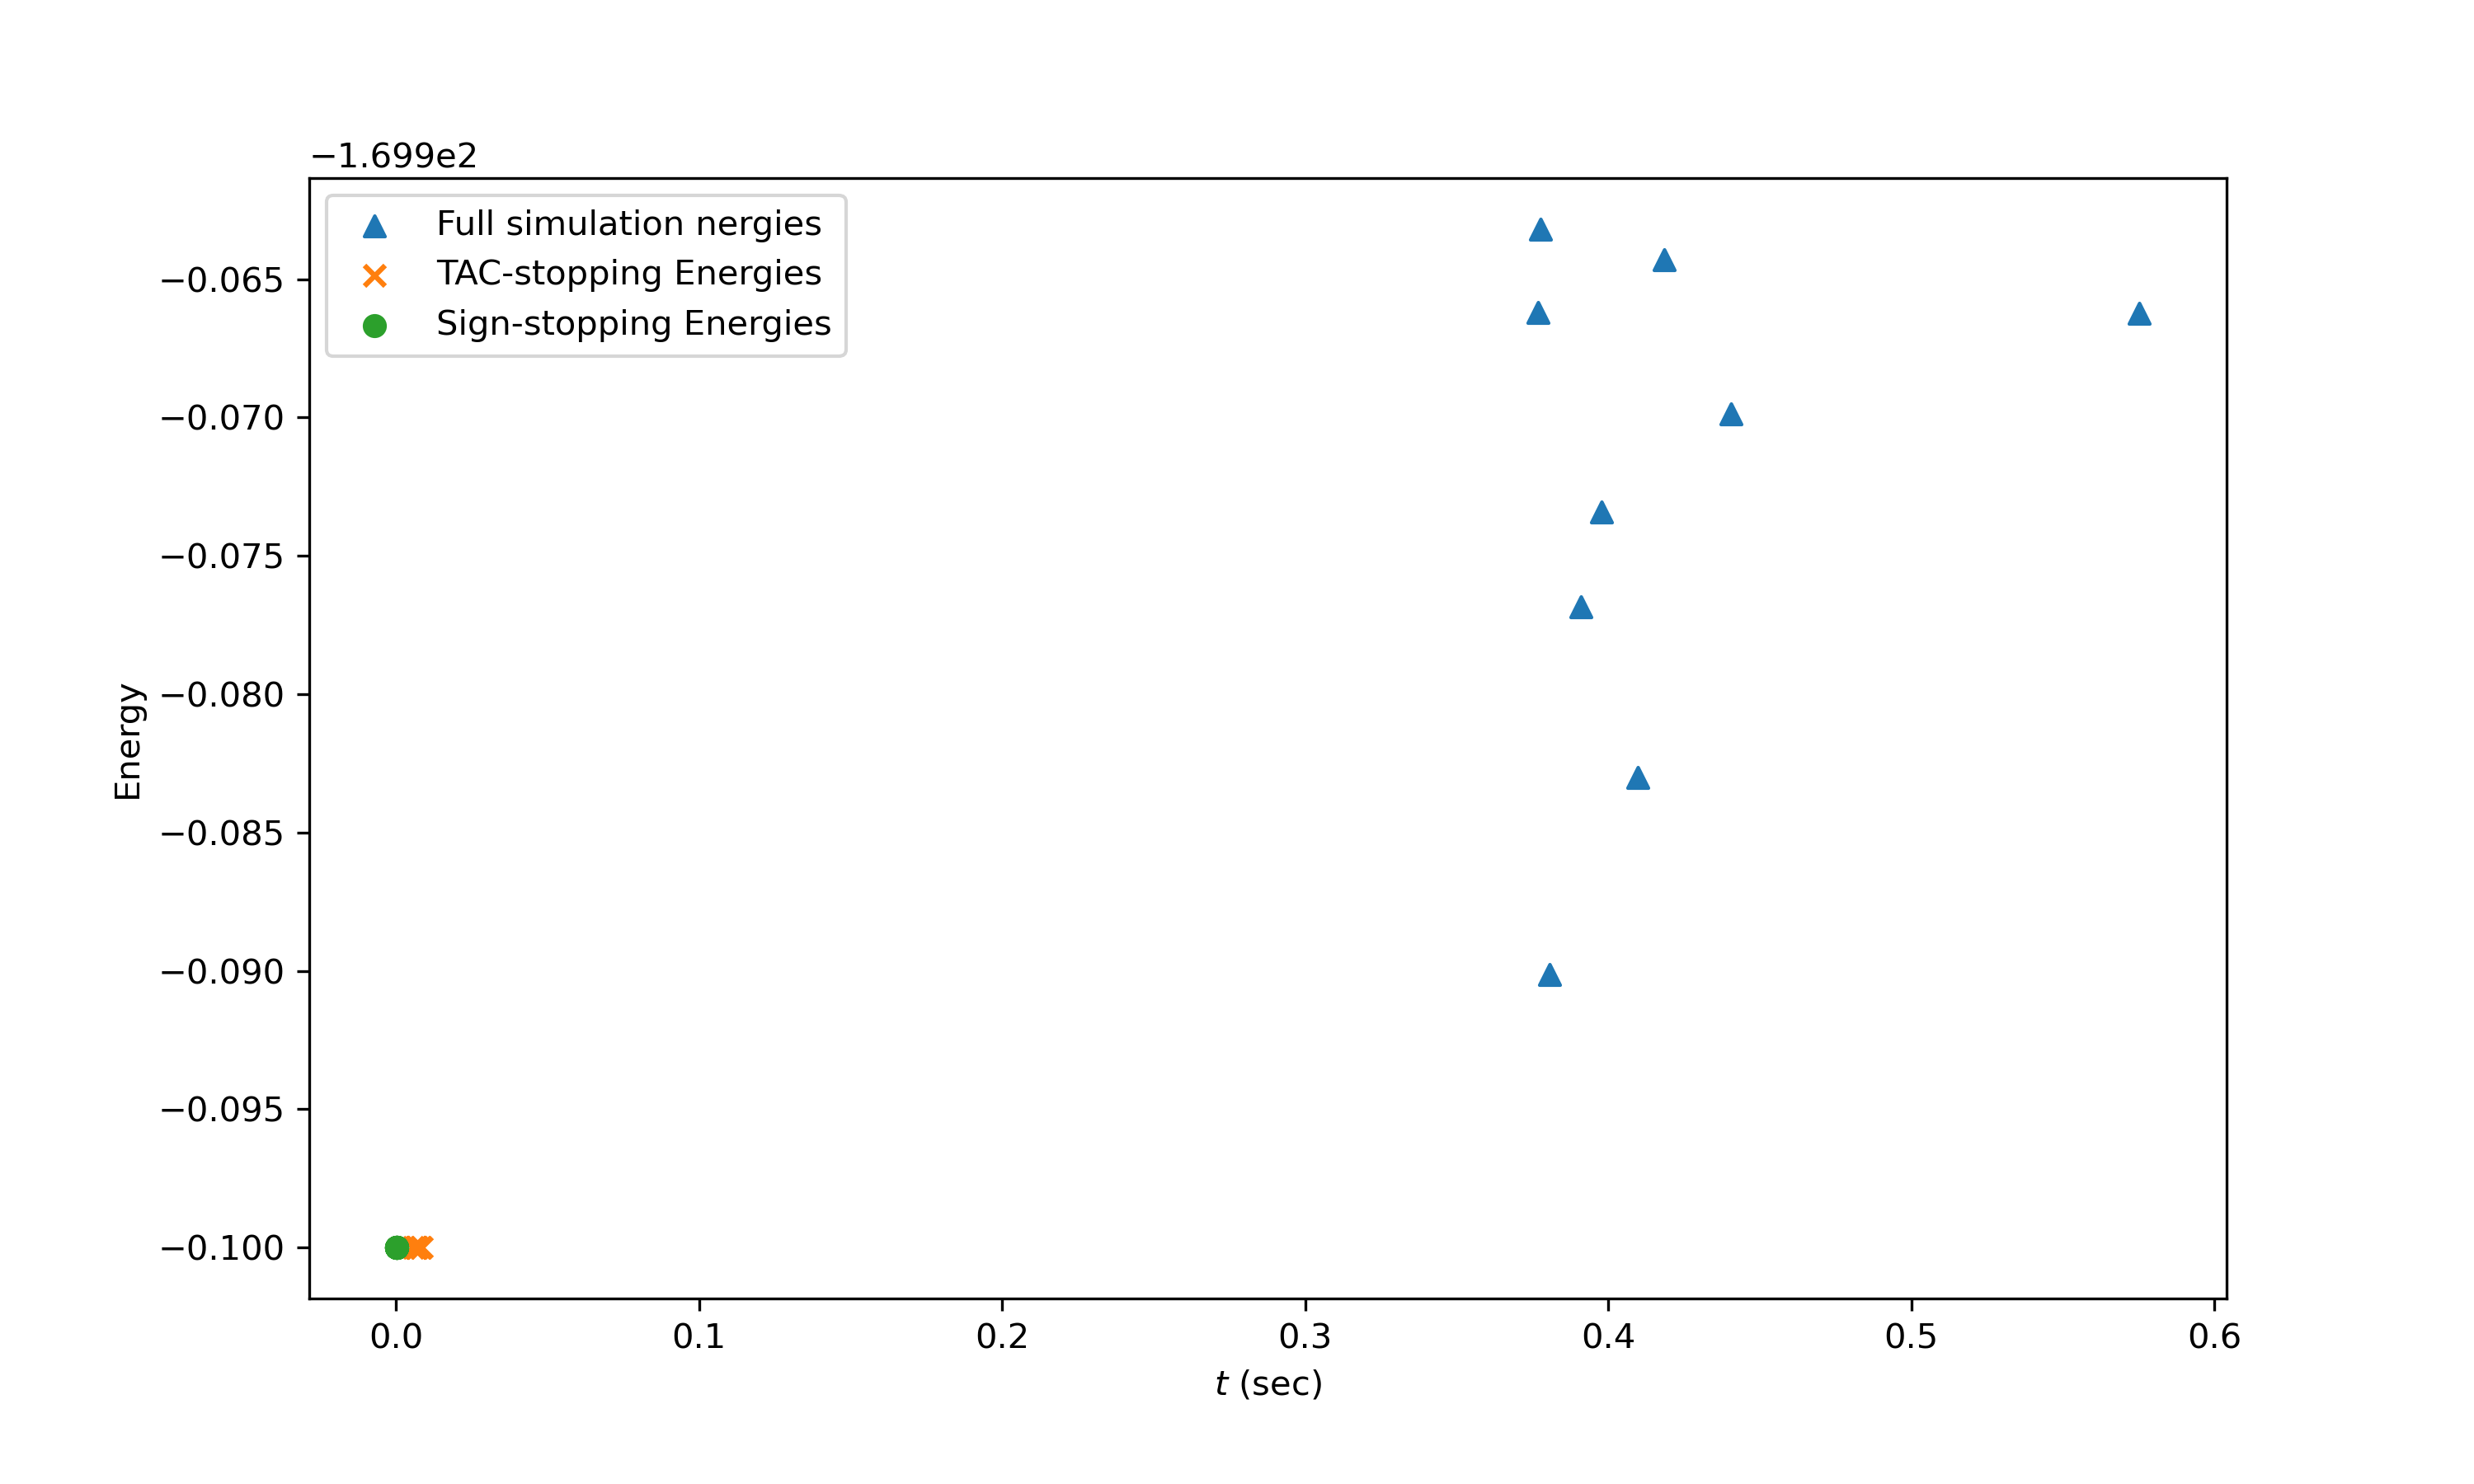 −1.699e2
Full simulation nergies
TAC-stopping Energies
Sign-stopping Energies
−0.065
−0.070
−0.075
−0.080
−0.085
−0.090
−0.095
−0.100
Energy
0.0 0.1 0.2 0.3 0.4 0.5 0.6
t (sec)